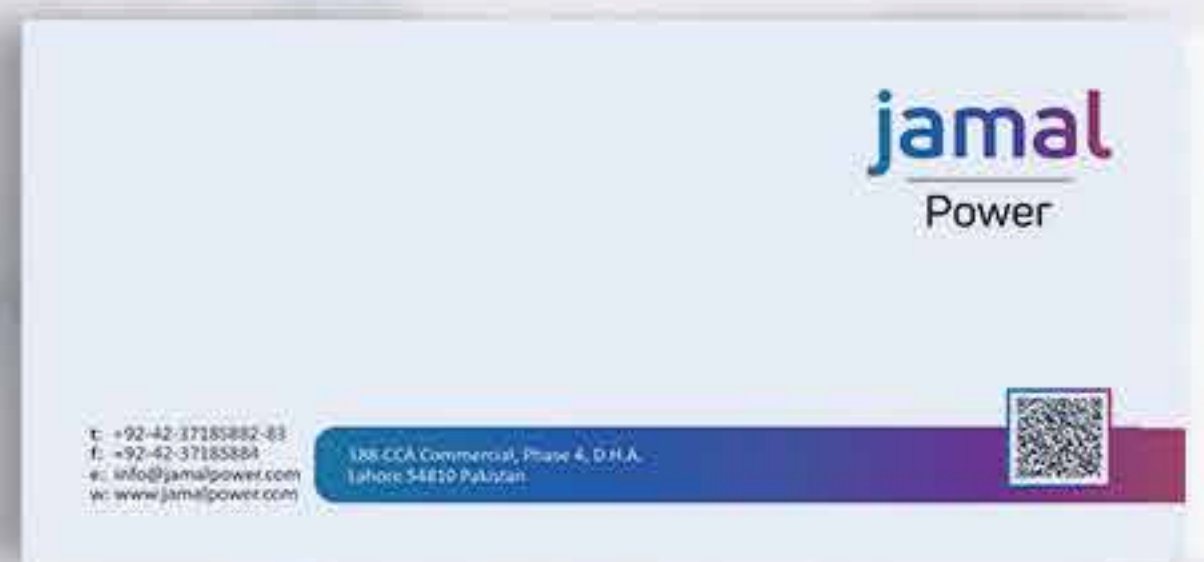 jamal
Power
t: +92-42-37185882-83
f: +92-42-37185884
e: info@jamalpower.com
w: www.jamalpower.com
CCA Commercial, Phase 4, D.H.A.
Lahore 54810 Pakistan